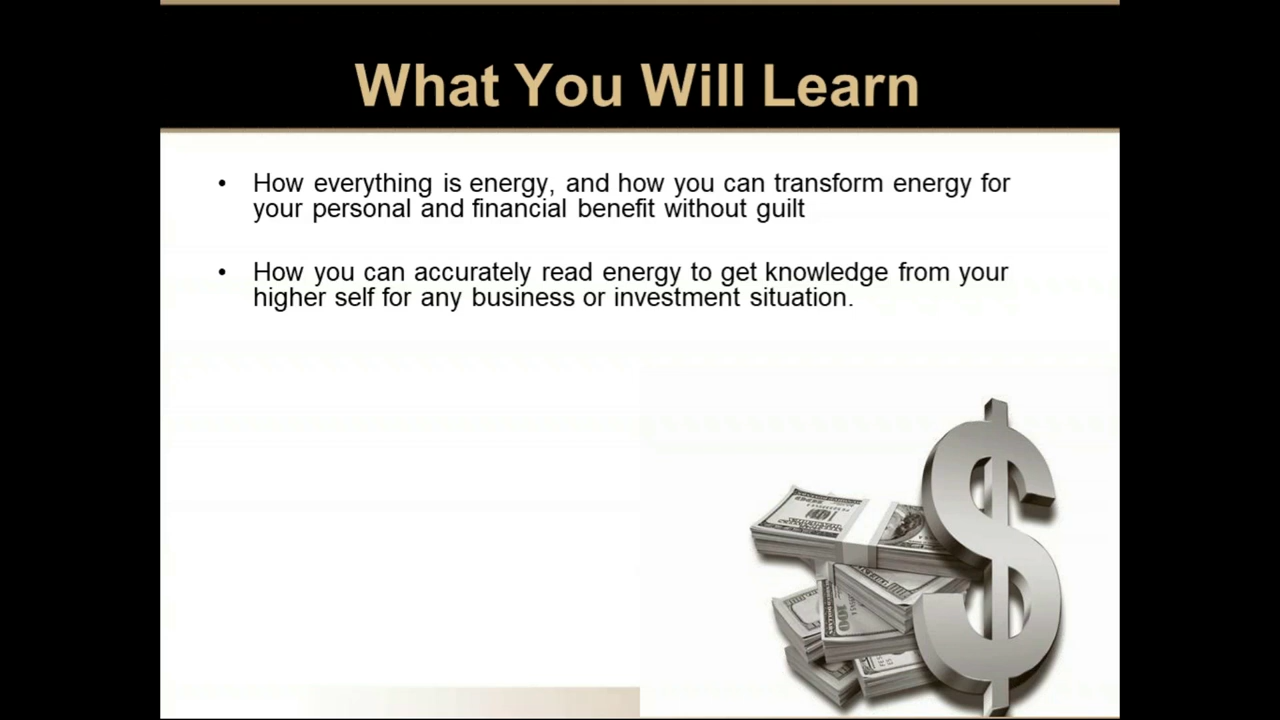 What You Will Learn
• How everything is energy, and how you can transform energy for
your personal and financial benefit without guilt
• How you can accurately read energy to get knowledge from your
higher self for any business or investment situation.
100